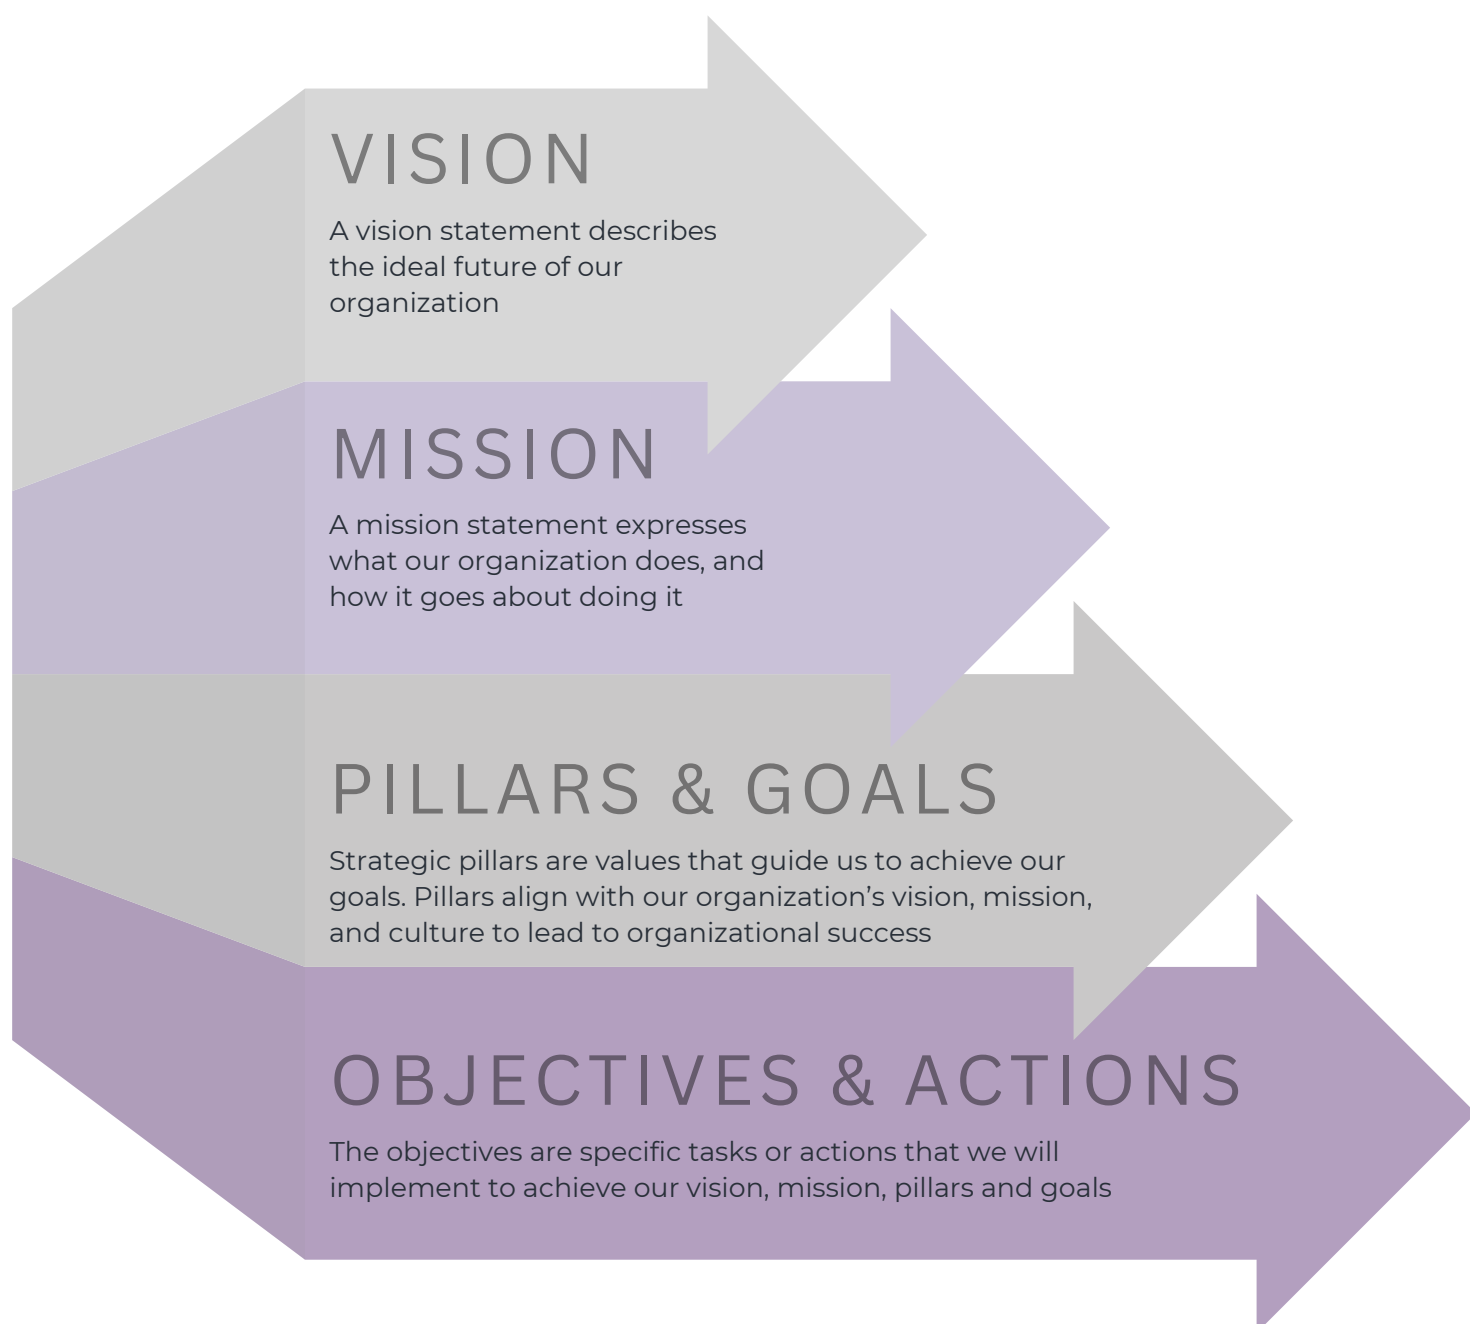 VISION
A vision statement describes
the ideal future of our
organization
MISSION
A mission statement expresses
what our organization does, and
how it goes about doing it
PILLARS & GOALS
Strategic pillars are values that guide us to achieve our
goals. Pillars align with our organization’s vision, mission,
and culture to lead to organizational success
OBJECTIVES & ACTIONS
The objectives are specific tasks or actions that we will
implement to achieve our vision, mission, pillars and goals